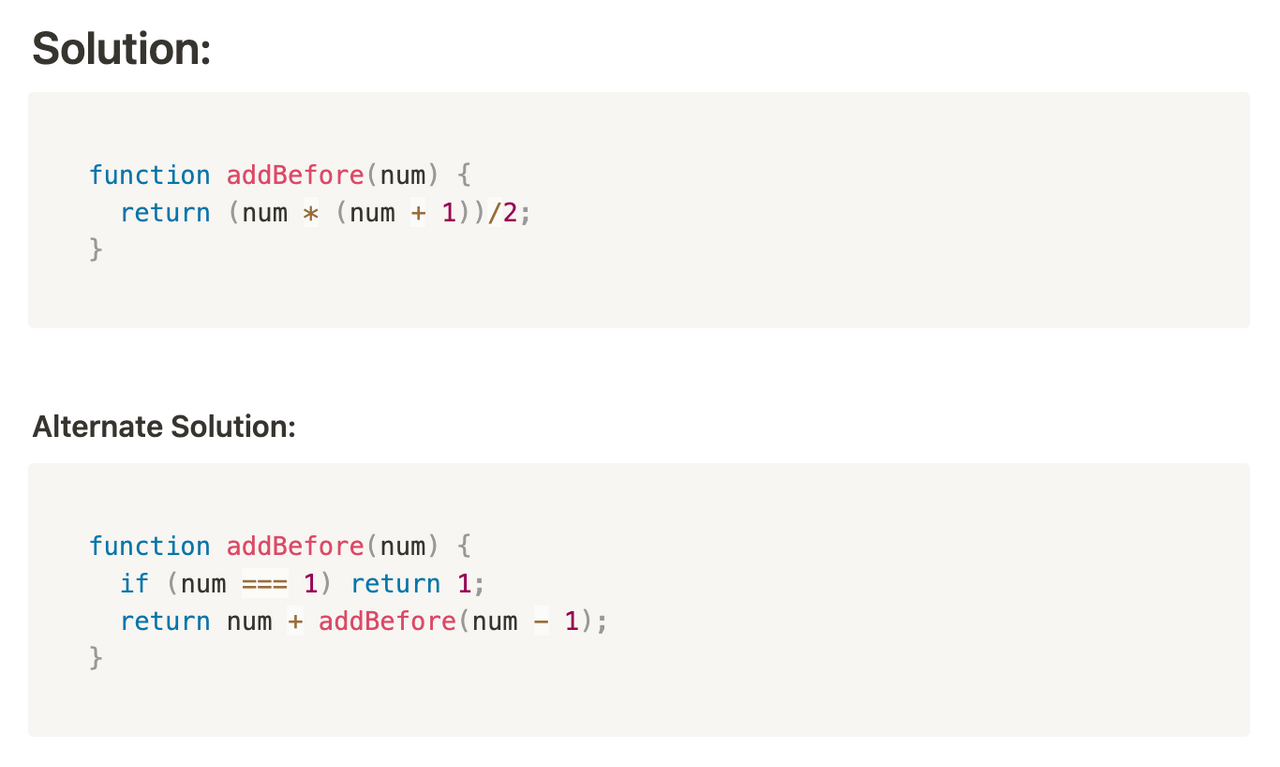 Solution:
function addBefore(num) {
  return (num * (num + 1))/2;
}
Alternate Solution:
function addBefore(num) {
  if (num === 1) return 1;
  return num + addBefore(num - 1);
}